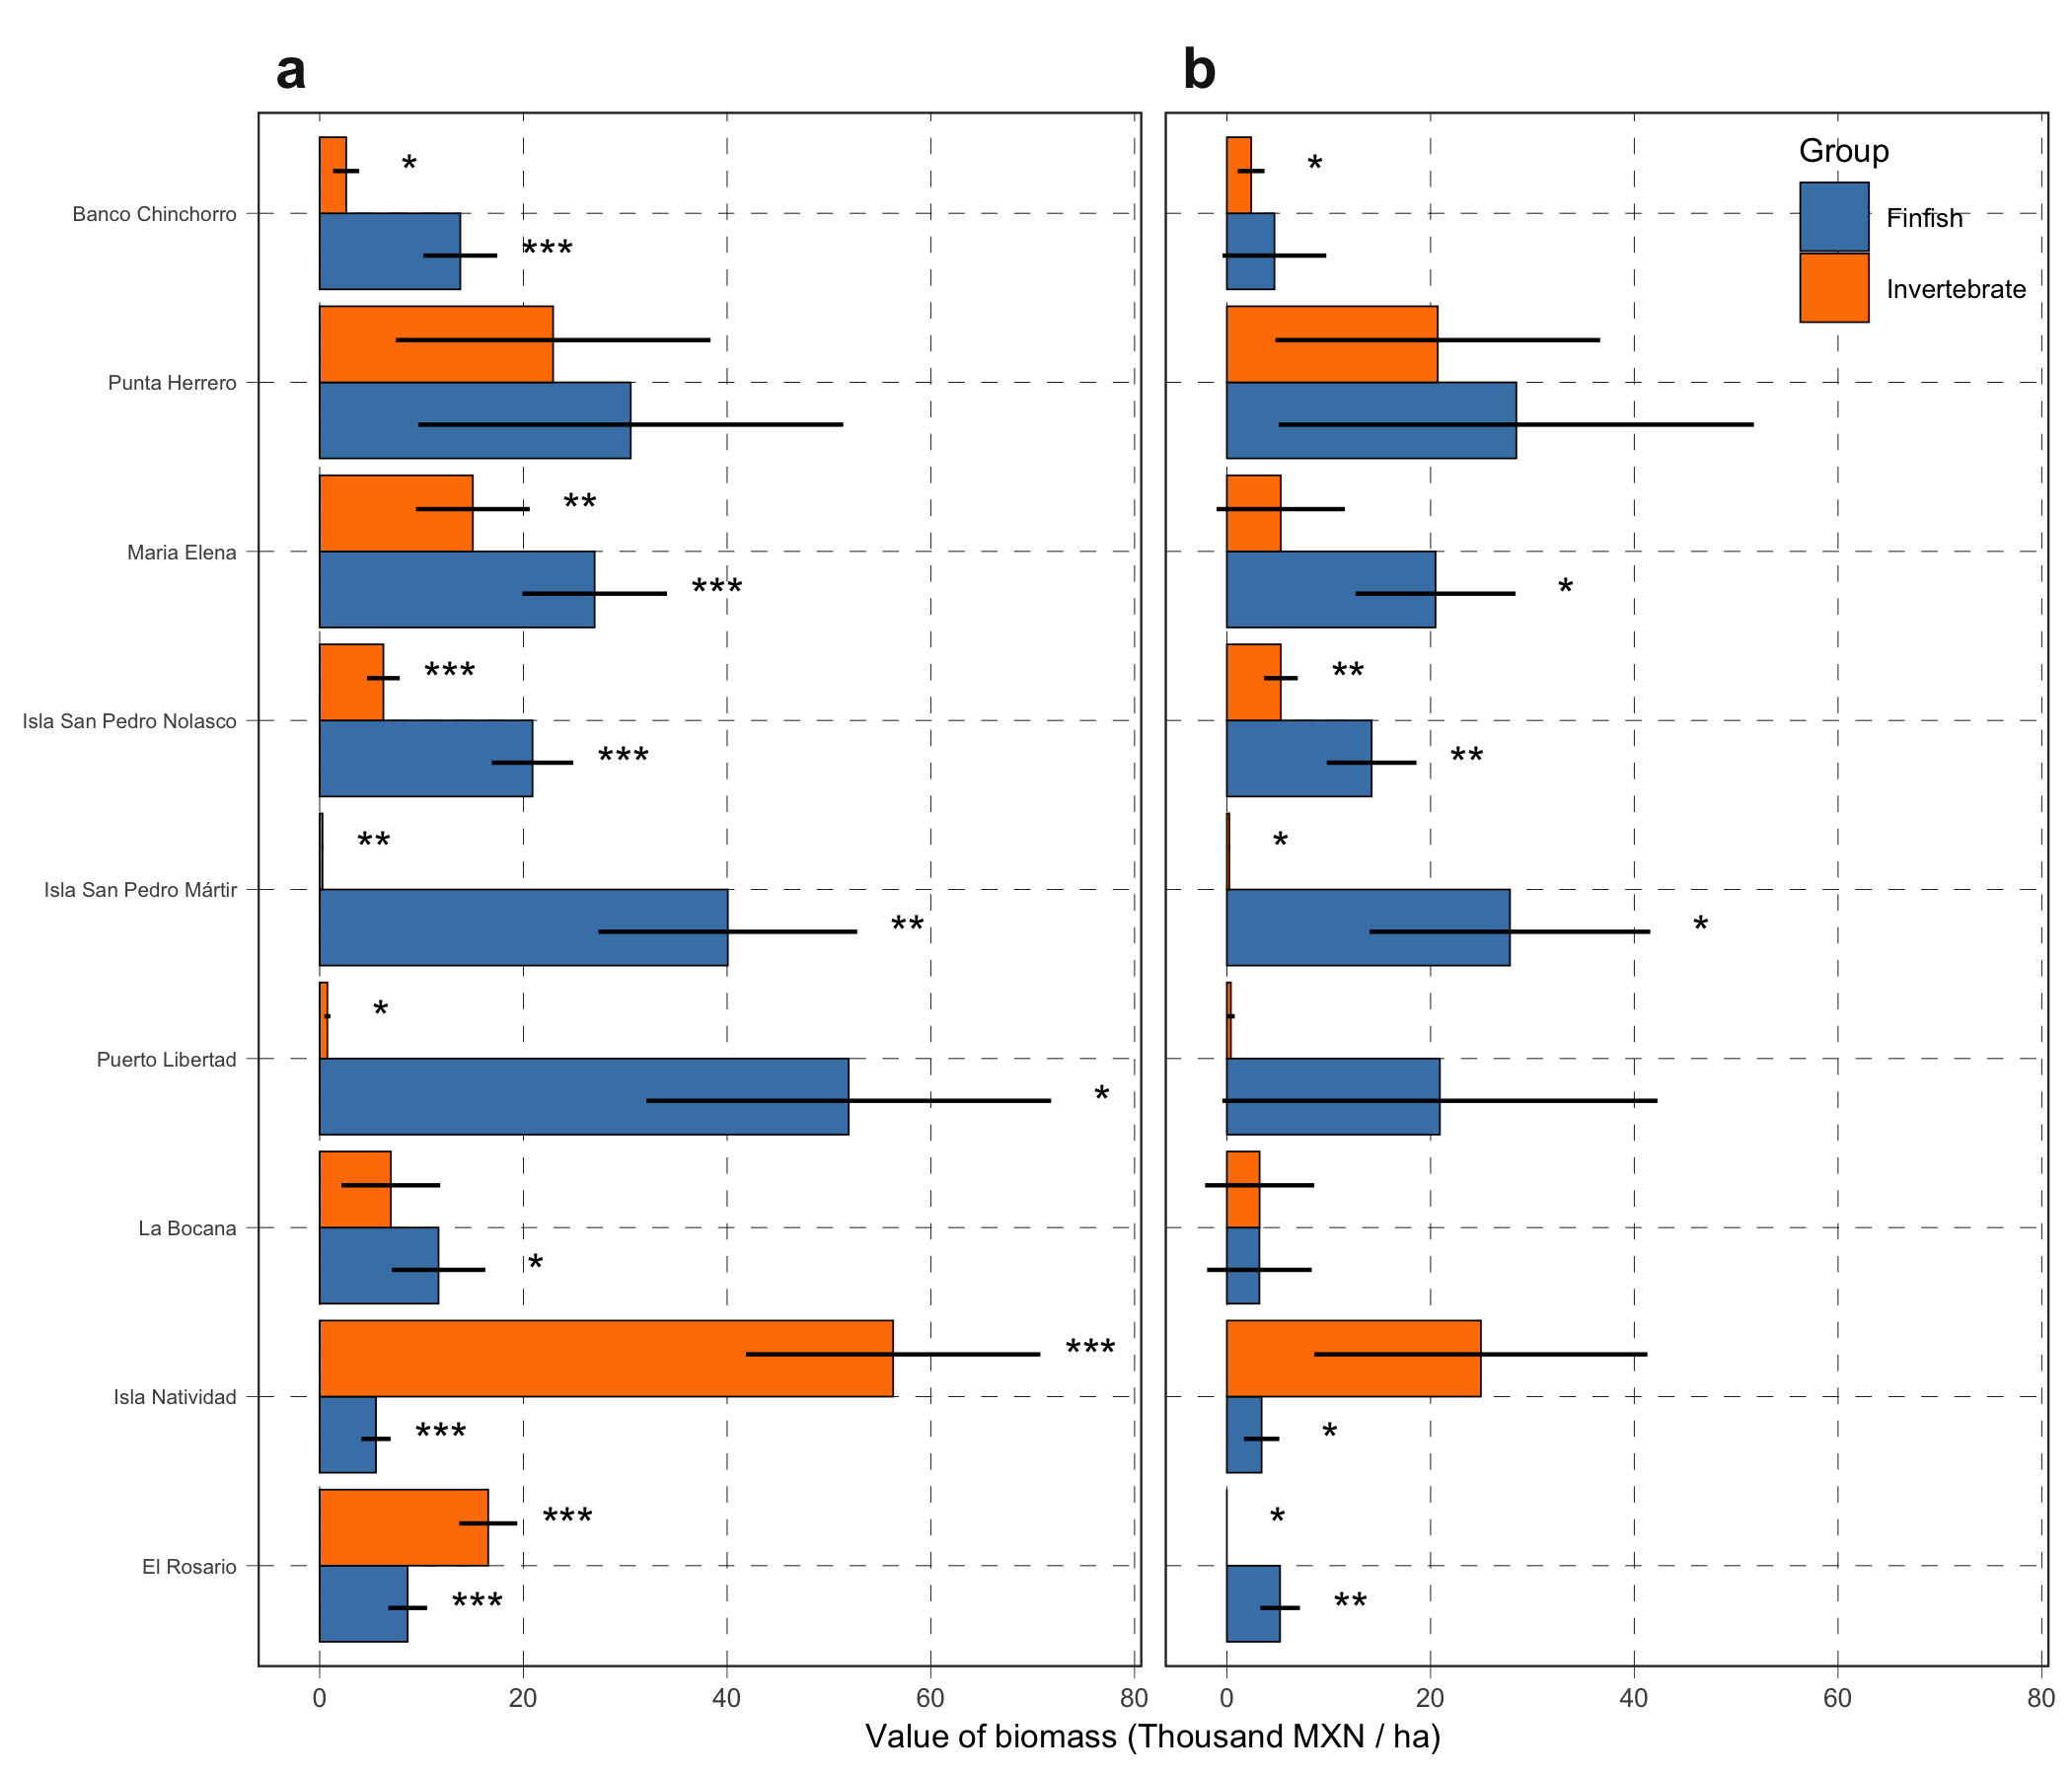 a
b
Group
Finfish
Invertebrate
Banco Chinchorro
*
***
*
Punta Herrero
Maria Elena
**
***
*
Isla San Pedro Nolasco
***
***
**
**
Isla San Pedro Mártir
**
**
*
*
Puerto Libertad
*
*
La Bocana
*
Isla Natividad
***
***
*
El Rosario
***
***
*
**
0 20 40 60 80
0 20 40 60 80
Value of biomass (Thousand MXN / ha)